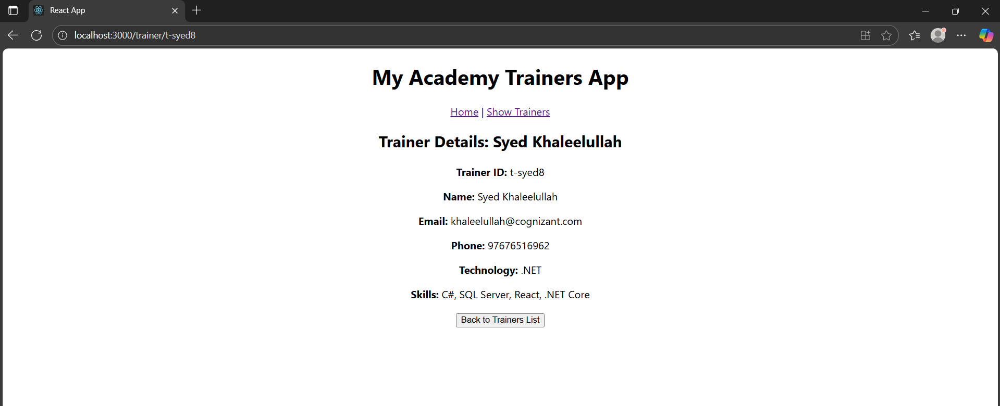 React App
localhost:3000/trainer/t-syed8
My Academy Trainers App
Home | Show Trainers
Trainer Details: Syed Khaleelullah
Trainer ID: t-syed8
Name: Syed Khaleelullah
Email: khaleelullah@cognizant.com
Phone: 97676516962
Technology: .NET
Skills: C#, SQL Server, React, .NET Core
Back to Trainers List